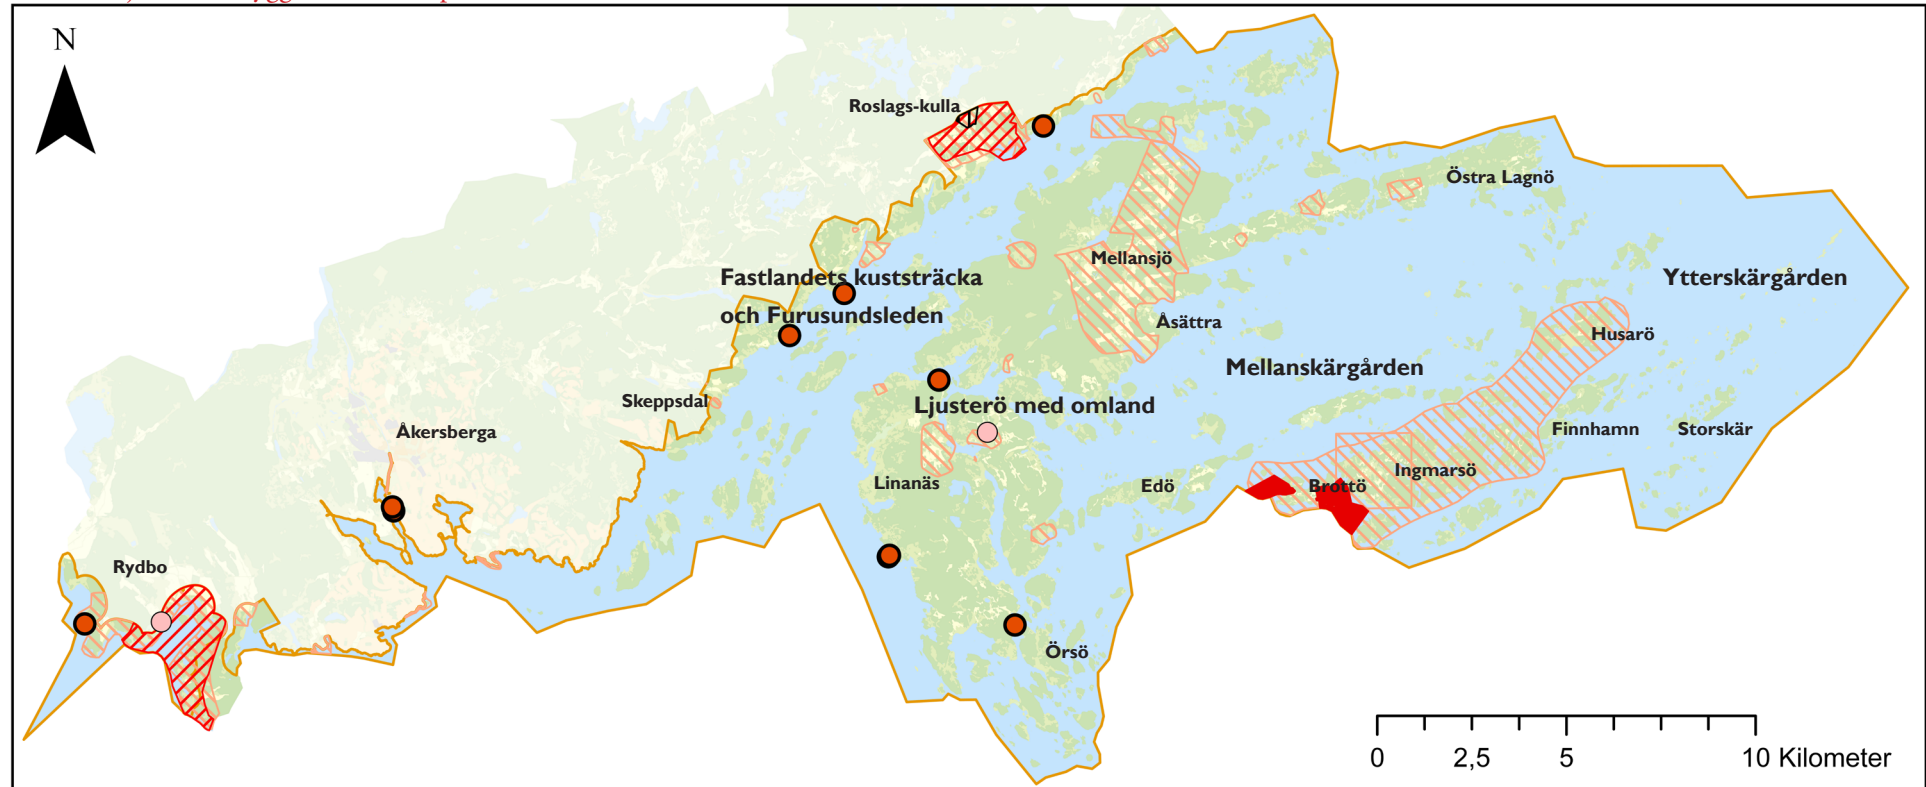 N
Roslags-kulla
Östra Lagnö
Mellansjö
Fastlandets kuststräcka
och Furusundsleden
Ytterskärgården
Åsättra
Husarö
Mellanskärgården
Skeppsdal
Ljusterö med omland
Åkersberga
Finnhamn
Storskär
Ingmarsö
Linanäs
Edö
Brottö
Rydbo
Örsö
0 2,5 5 10 Kilometer